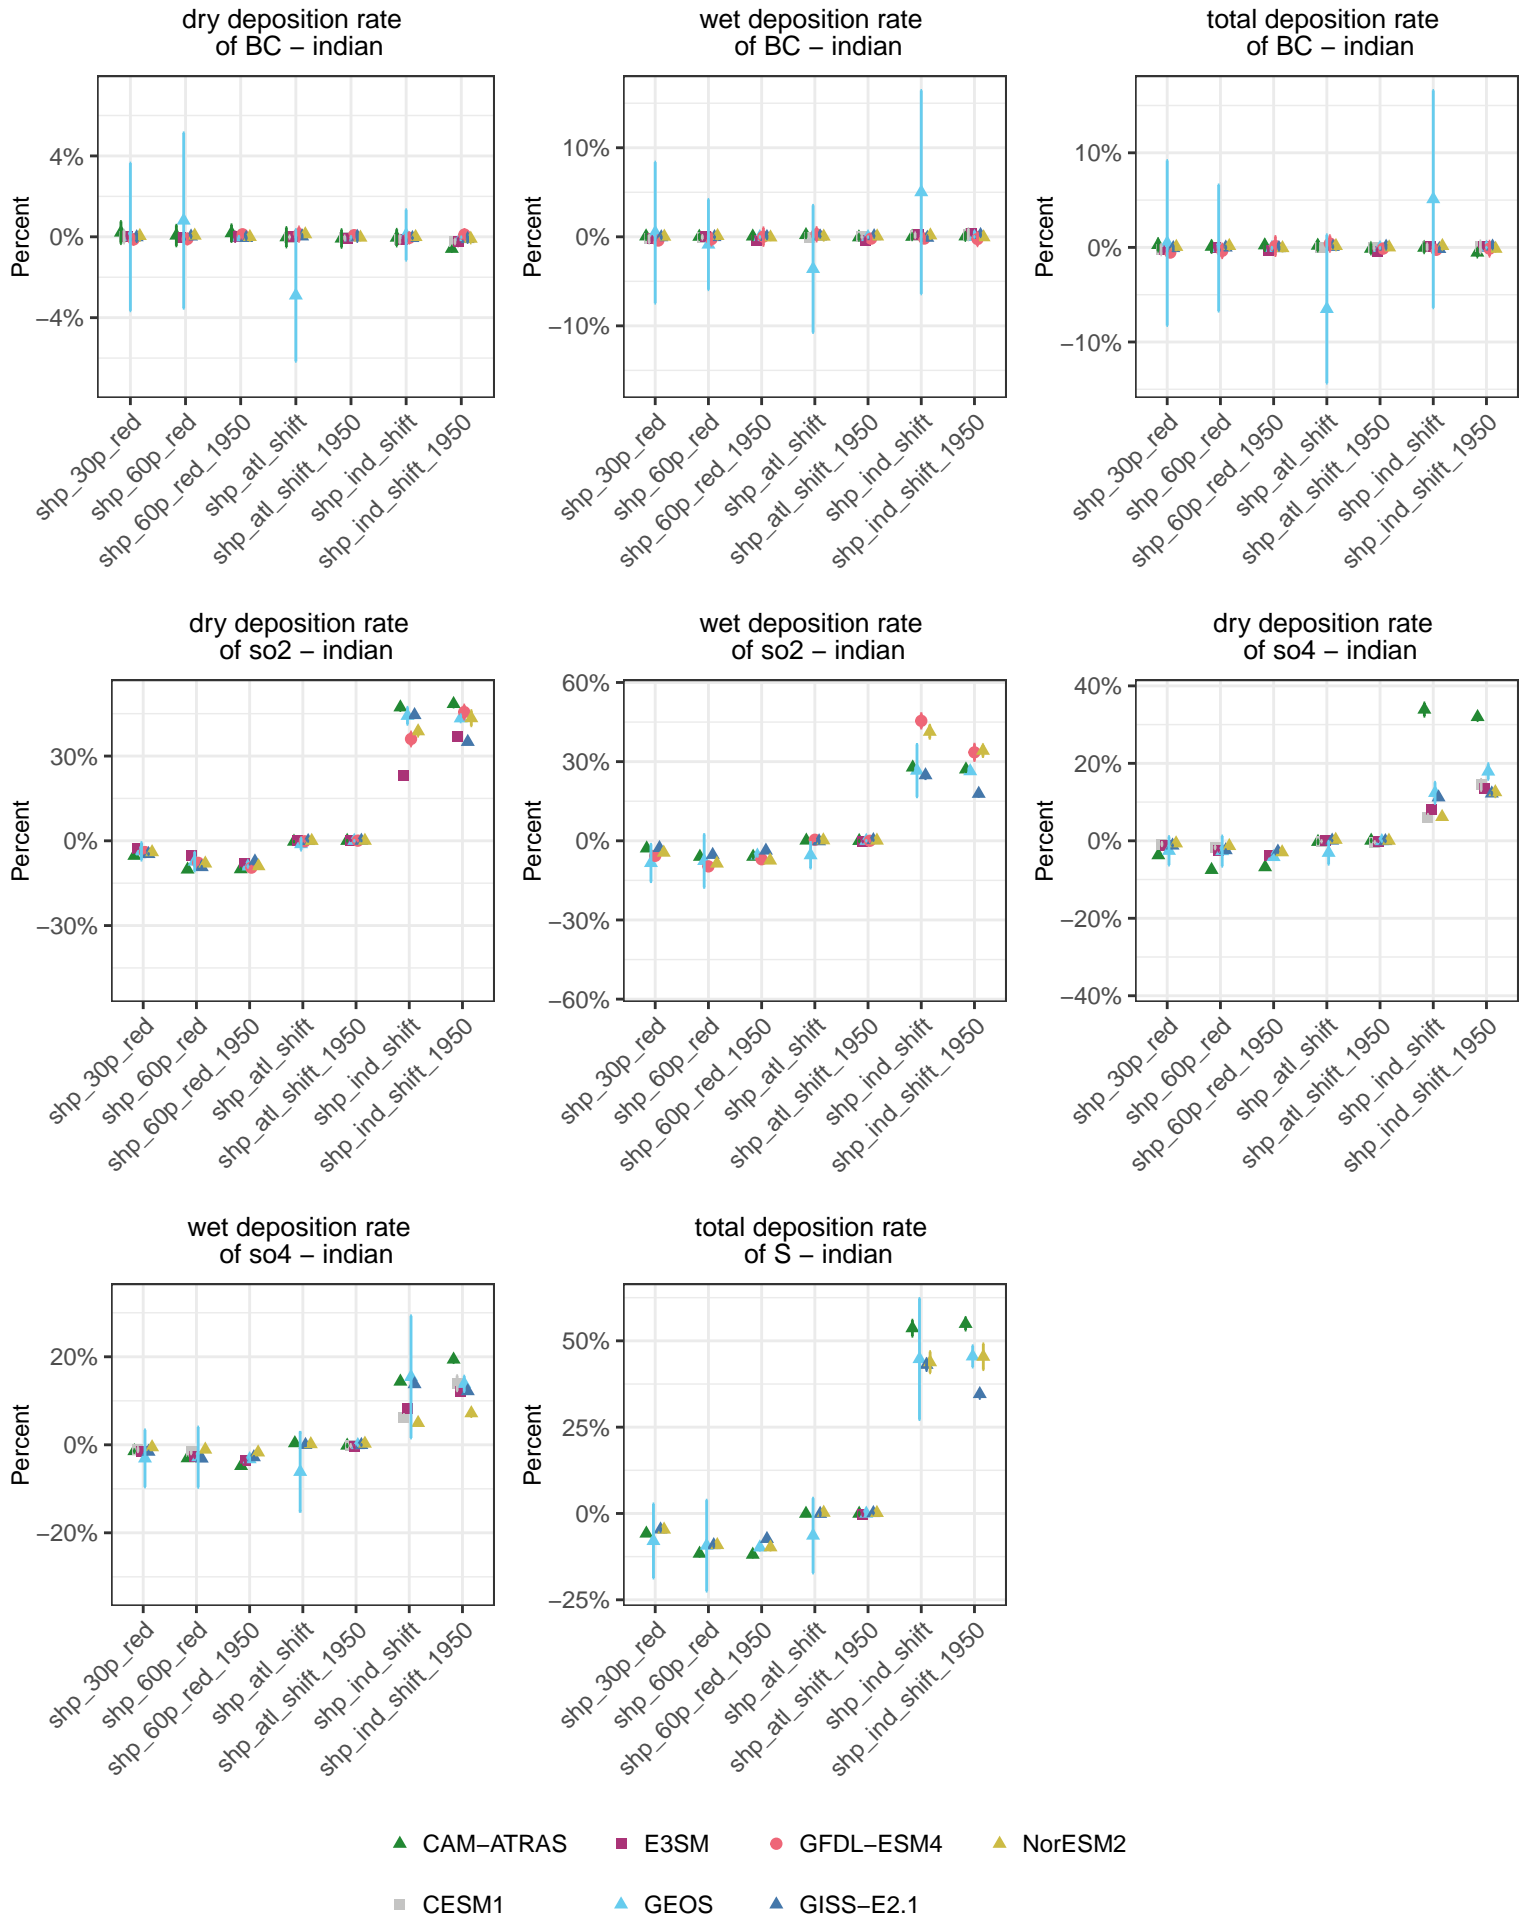 dry deposition rate
of BC − indian
Percent
4%
0%
−4%
shp_30p_red
shp_60p_red
shp_60p_red_1950
shp_atl_shift
shp_atl_shift_1950
shp_ind_shift
shp_ind_shift_1950
wet deposition rate
of BC − indian
Percent
10%
0%
−10%
shp_30p_red
shp_60p_red
shp_60p_red_1950
shp_atl_shift
shp_atl_shift_1950
shp_ind_shift
shp_ind_shift_1950
total deposition rate
of BC − indian
Percent
10%
0%
−10%
shp_30p_red
shp_60p_red
shp_60p_red_1950
shp_atl_shift
shp_atl_shift_1950
shp_ind_shift
shp_ind_shift_1950
dry deposition rate
of so2 − indian
Percent
30%
0%
−30%
shp_30p_red
shp_60p_red
shp_60p_red_1950
shp_atl_shift
shp_atl_shift_1950
shp_ind_shift
shp_ind_shift_1950
wet deposition rate
of so2 − indian
Percent
60%
30%
0%
−30%
−60%
shp_30p_red
shp_60p_red
shp_60p_red_1950
shp_atl_shift
shp_atl_shift_1950
shp_ind_shift
shp_ind_shift_1950
dry deposition rate
of so4 − indian
Percent
40%
20%
0%
−20%
−40%
shp_30p_red
shp_60p_red
shp_60p_red_1950
shp_atl_shift
shp_atl_shift_1950
shp_ind_shift
shp_ind_shift_1950
wet deposition rate
of so4 − indian
Percent
20%
0%
−20%
shp_30p_red
shp_60p_red
shp_60p_red_1950
shp_atl_shift
shp_atl_shift_1950
shp_ind_shift
shp_ind_shift_1950
total deposition rate
of S − indian
Percent
50%
25%
0%
−25%
shp_30p_red
shp_60p_red
shp_60p_red_1950
shp_atl_shift
shp_atl_shift_1950
shp_ind_shift
shp_ind_shift_1950
CAM−ATRAS
E3SM
GFDL−ESM4
NorESM2
CESM1
GEOS
GISS−E2.1